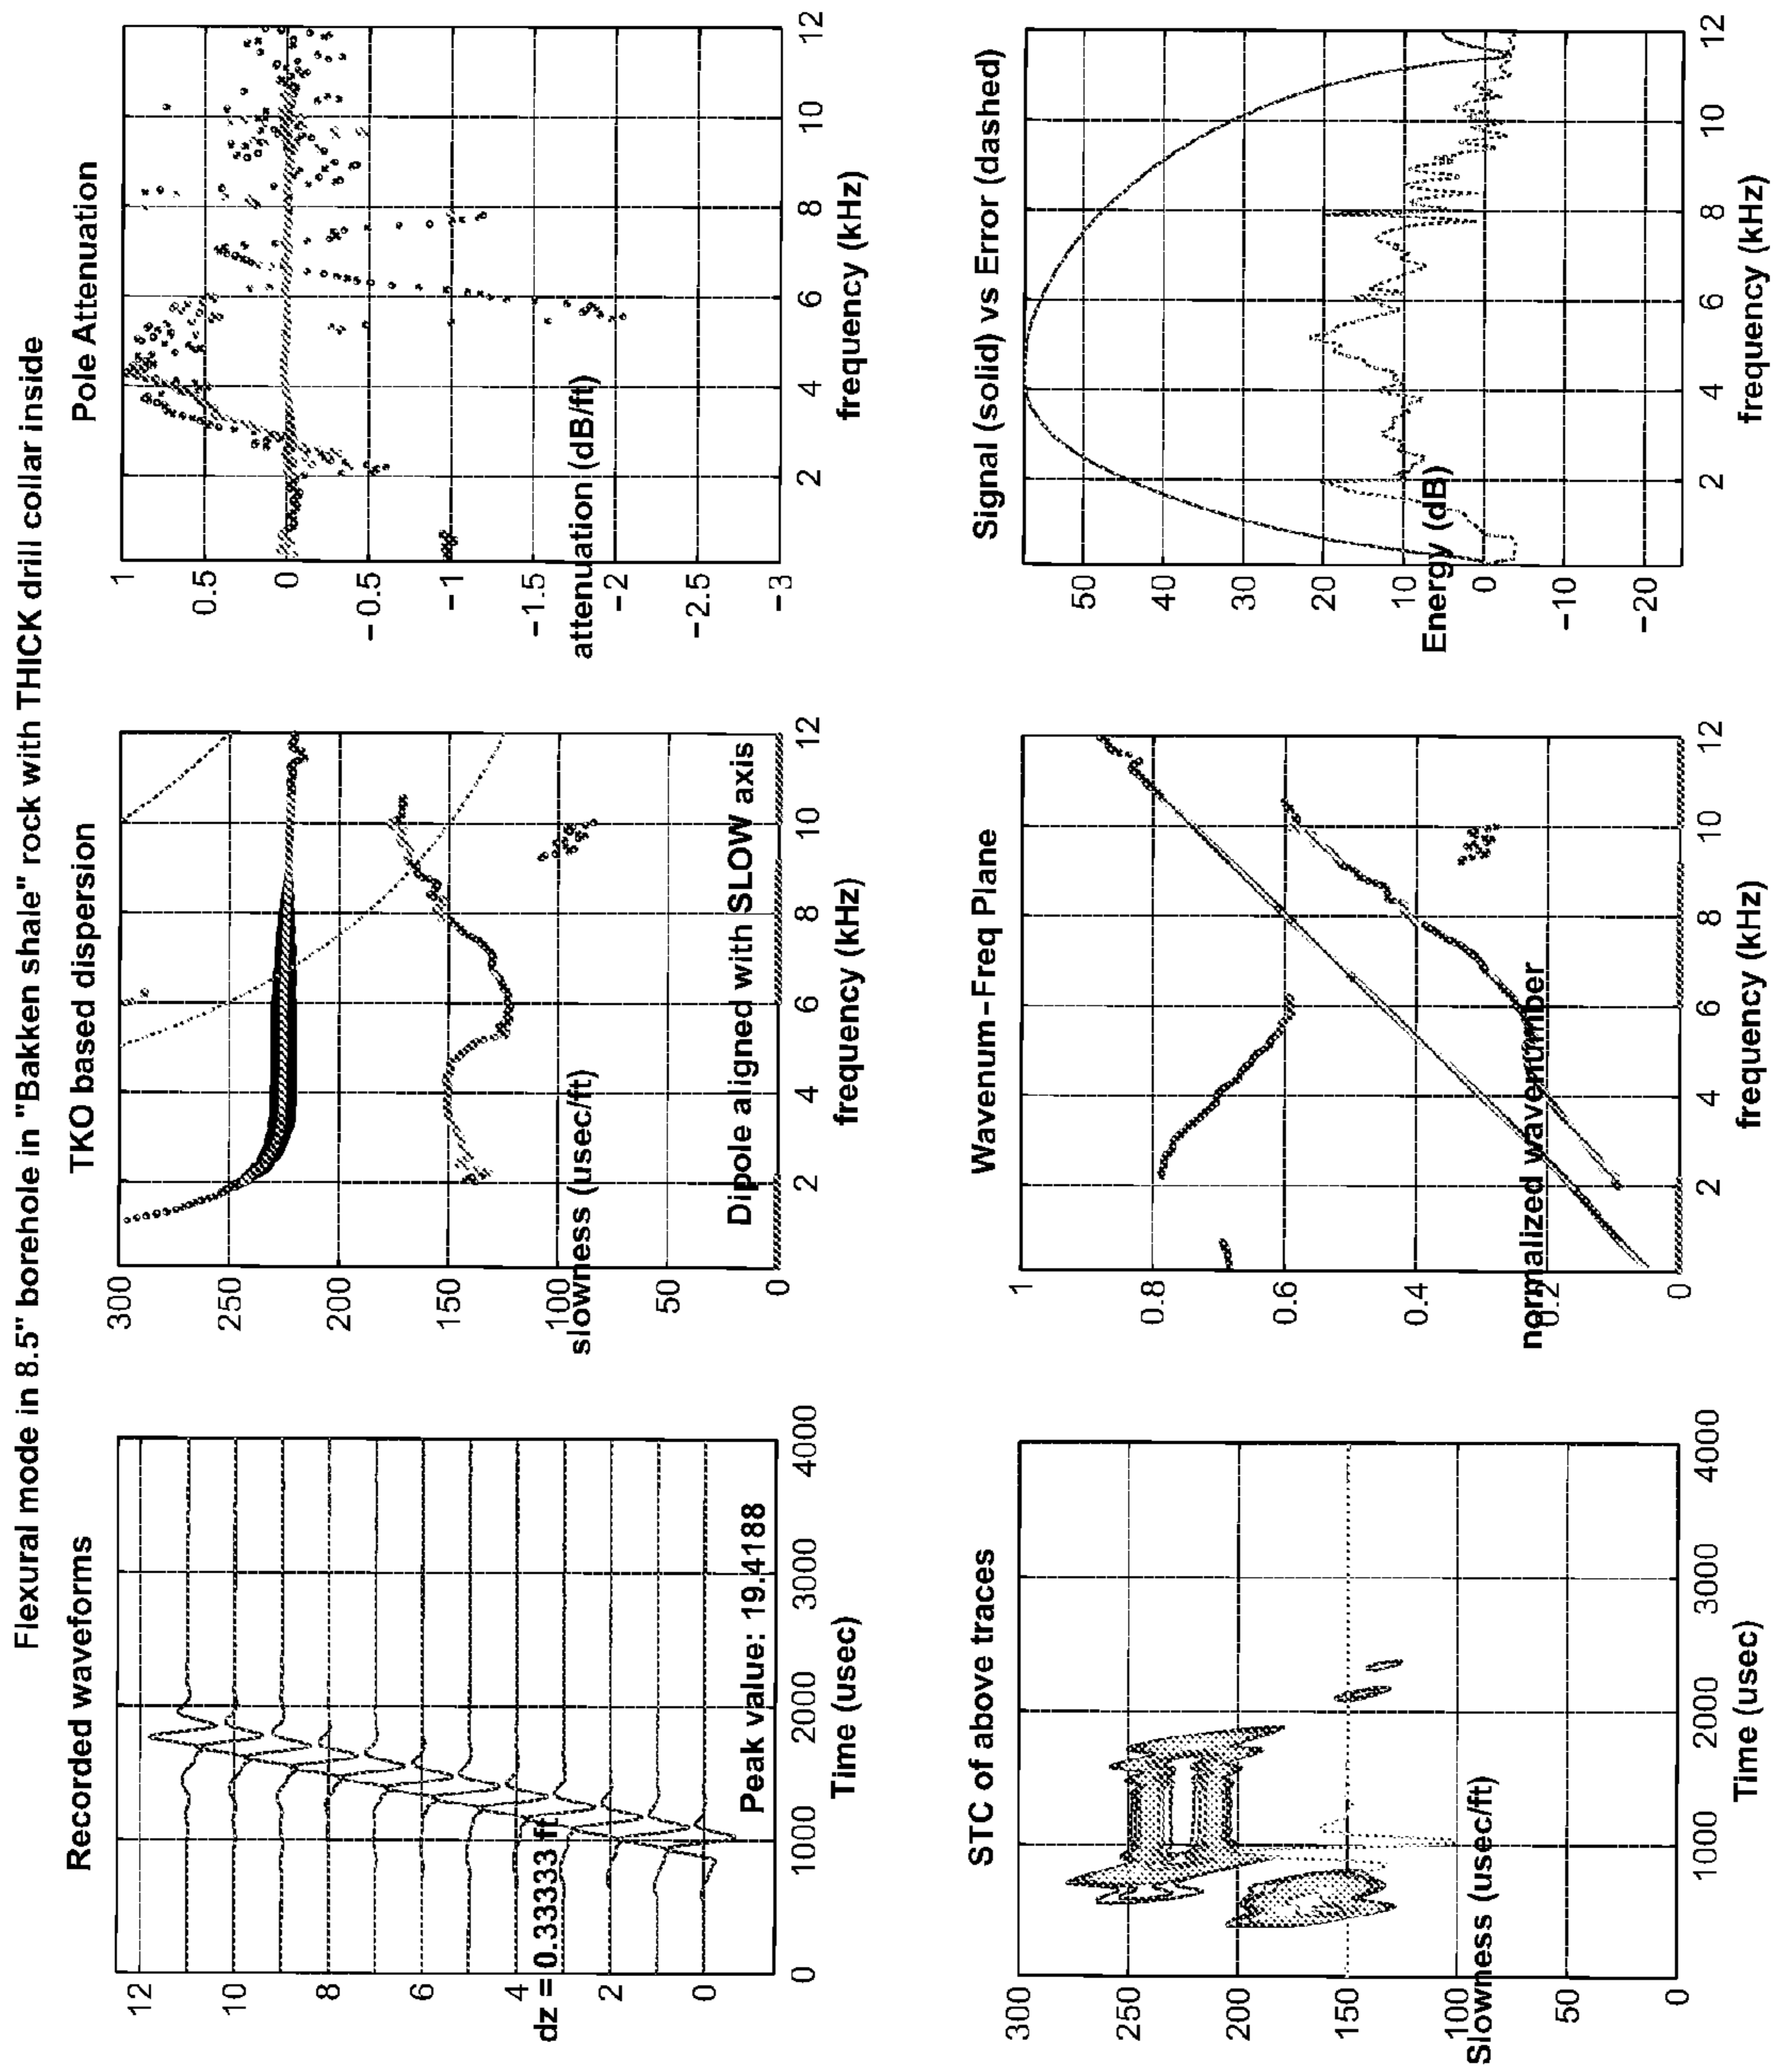 Flexural mode in 8.5" borehole in "Bakken shale" rock with THICK drill collar inside
Recorded waveforms
12
10
8
6
4
2
0
dz = 0.33333 ft
Peak value: 19.4188
0 1000 2000 3000 4000
Time (usec)
TKO based dispersion
300
250
200
150
100
50
0
slowness (usec/ft)
Dipole aligned with SLOW axis
2 4 6 8 10 12
frequency (kHz)
Pole Attenuation
1
0.5
0
-0.5
-1
-1.5
-2
-2.5
-3
attenuation (dB/ft)
2 4 6 8 10 12
frequency (kHz)
STC of above traces
300
250
200
150
100
50
0
Slowness (usec/ft)
0 1000 2000 3000 4000
Time (usec)
Wavenum-Freq Plane
1
0.8
0.6
0.4
0.2
0
normalized wavenumber
2 4 6 8 10 12
frequency (kHz)
Signal (solid) vs Error (dashed)
50
40
30
20
10
0
-10
-20
Energy (dB)
2 4 6 8 10 12
frequency (kHz)